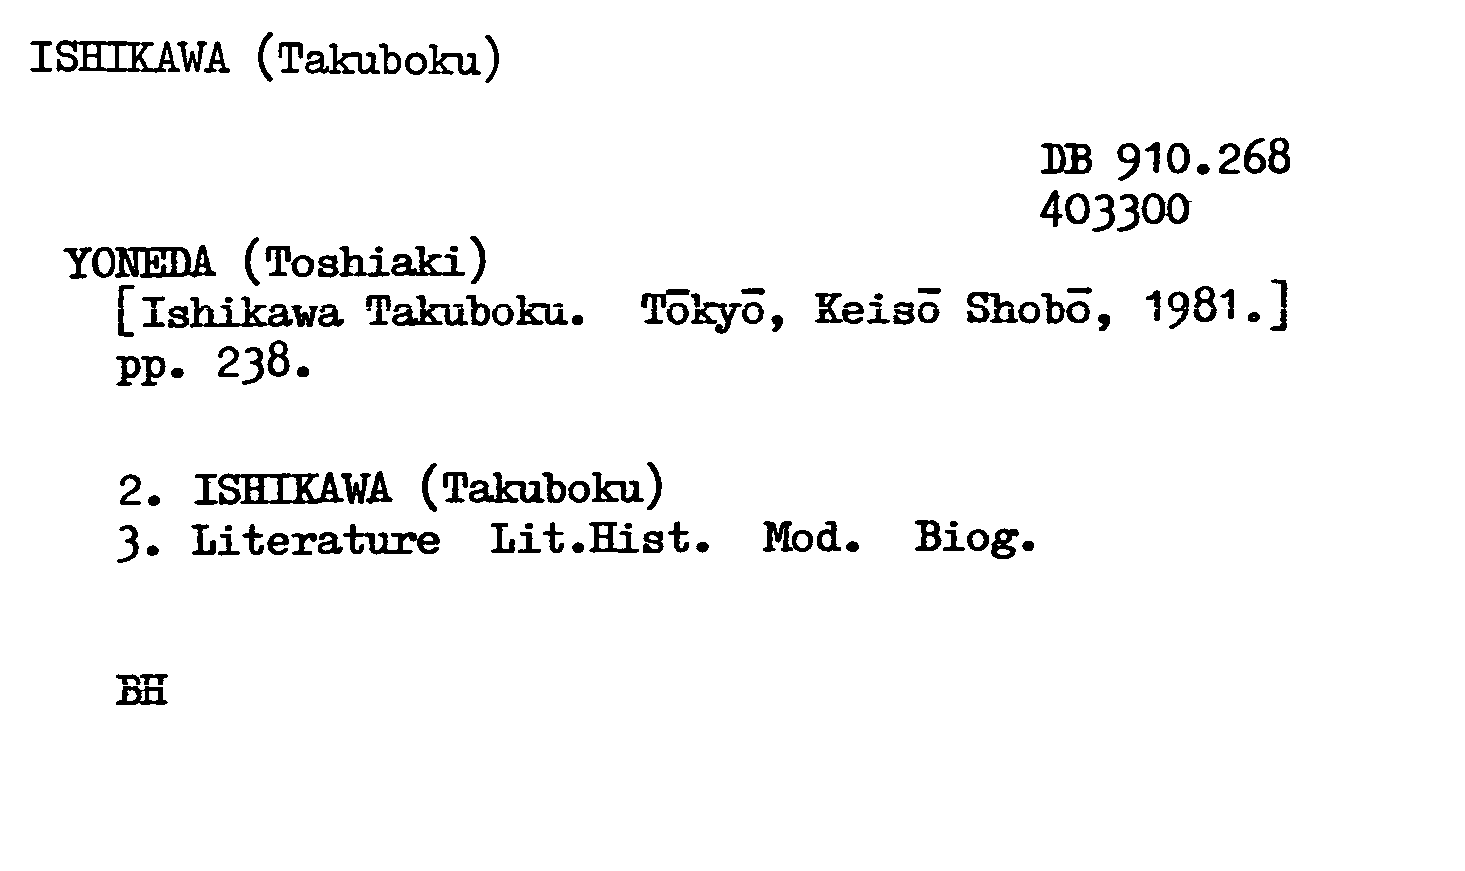 ISHIKAWA (Takuboku)
DB 910.268
403300
YONEDA (Toshiaki)
[Ishikawa Takuboku. Tōkyō, Keisō Shobō, 1981.]
pp. 238.
2. ISHIKAWA (Takuboku)
3. Literature Lit.Hist. Mod. Biog.
BH